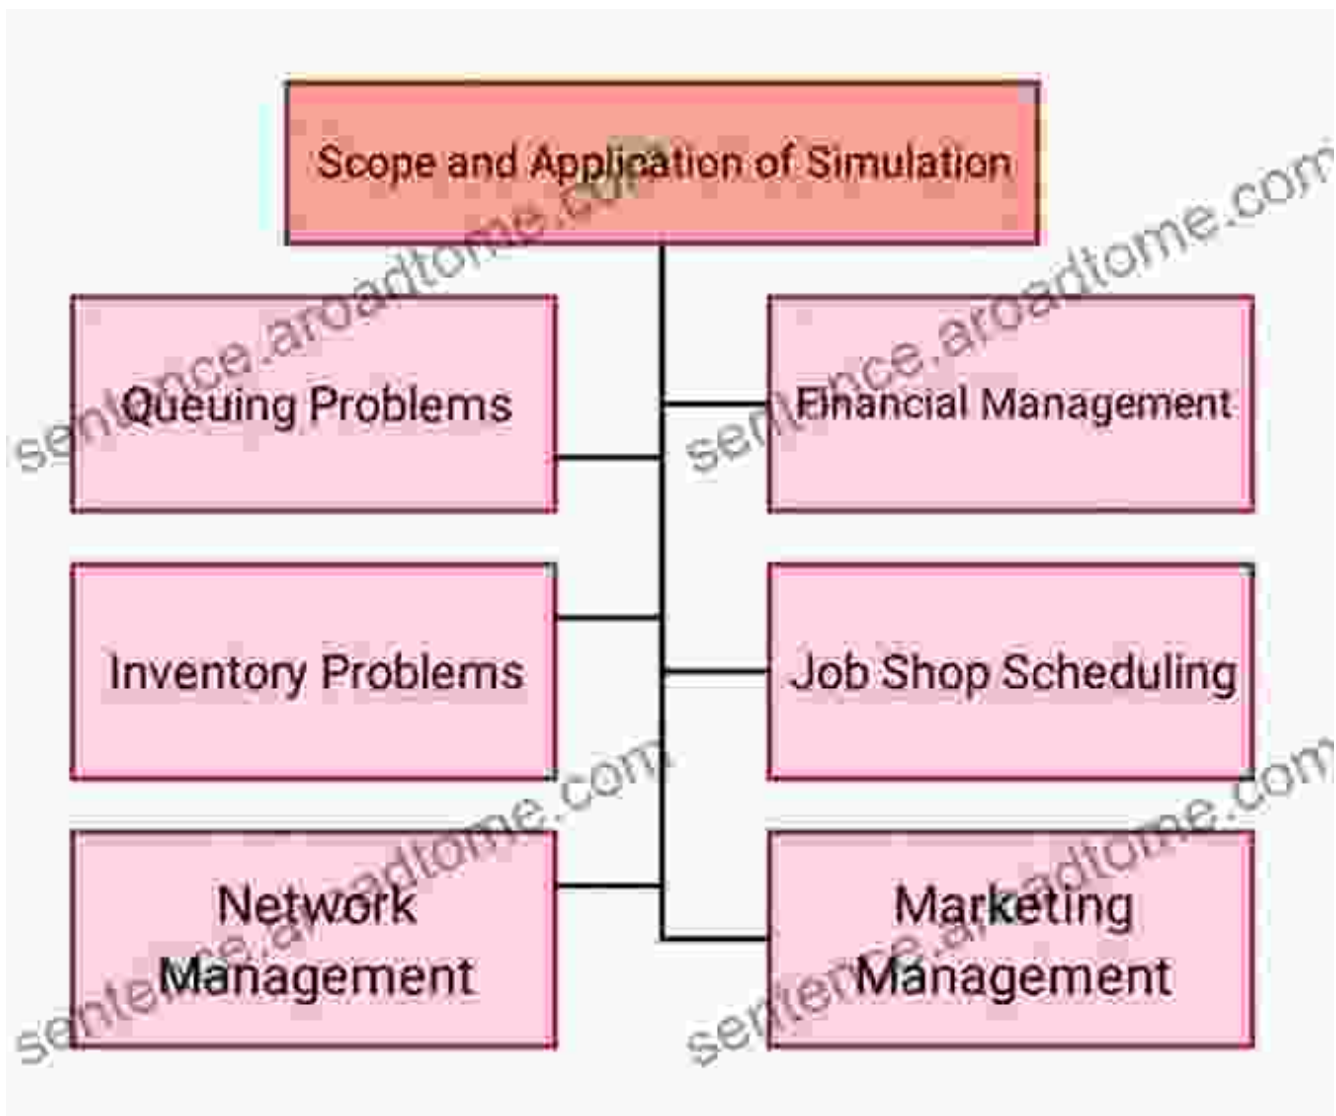 Scope and Application of Simulation
Queuing Problems
Financial Management
Inventory Problems
Job Shop Scheduling
Network
Management
Marketing
Management
sentence.aroadtome.com
sentence.aroadtome.com
sentence.aroadtome.com
sentence.aroadtome.com